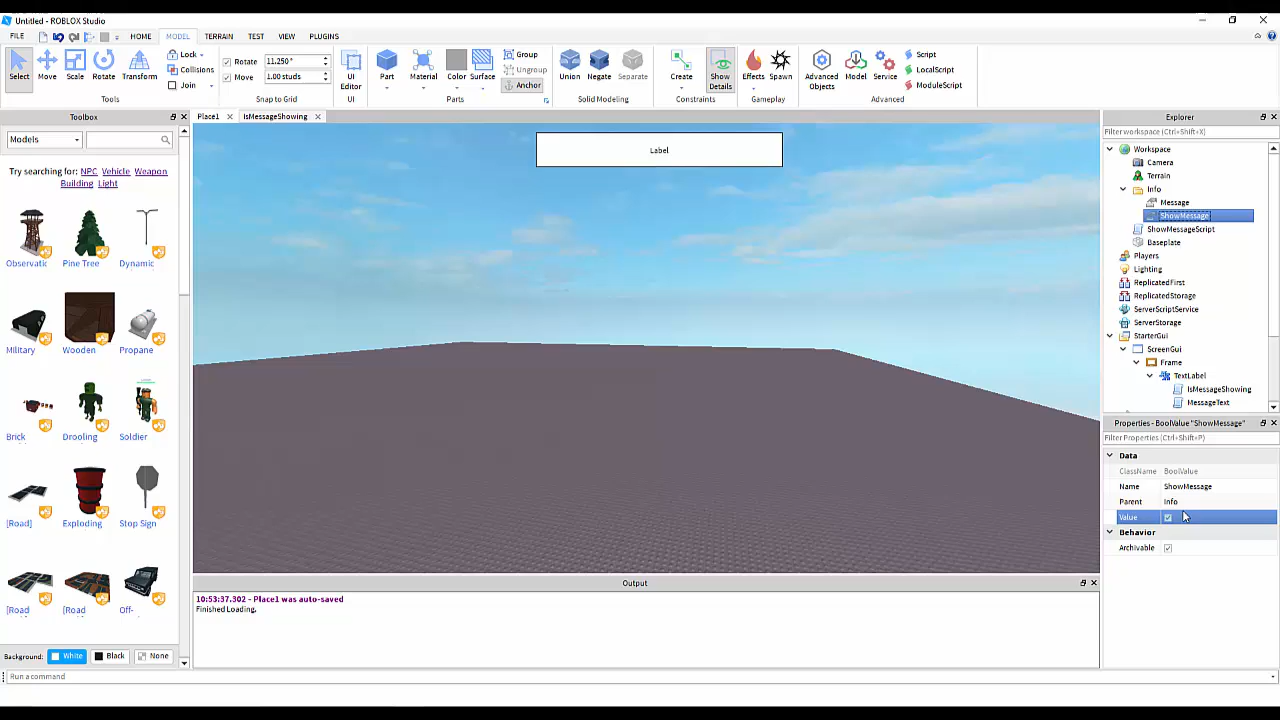 Untitled - ROBLOX Studio
FILE HOME MODEL TERRAIN TEST VIEW PLUGINS
Select Move Scale Rotate Transform
Lock
Collisions
Join
Tools
Rotate 11.250°
Move 1.00 studs
Snap to Grid
UI Editor
UI
Part Material Color Surface
Group
Ungroup
Anchor
Parts
Union Negate Separate
Solid Modeling
Create Show Details
Constraints
Effects Spawn
Gameplay
Advanced Objects Model Service
Script
LocalScript
ModuleScript
Advanced
Toolbox
Place1 IsMessageShowing
Models
Try searching for: NPC Vehicle Weapon
Building Light
Observatic Pine Tree Dynamic
Military Wooden Propane
Brick Drooling Soldier
[Road] Exploding Stop Sign
[Road [Road Off-
Background: White Black None
Label
Output
10:53:37.302 - Place1 was auto-saved
Finished Loading.
Run a command
Explorer
Filter workspace (Ctrl+Shift+X)
Workspace
Camera
Terrain
Info
Message
ShowMessage
ShowMessageScript
Baseplate
Players
Lighting
ReplicatedFirst
ReplicatedStorage
ServerScriptService
ServerStorage
StarterGui
ScreenGui
Frame
TextLabel
IsMessageShowing
MessageText
Properties - BoolValue "ShowMessage"
Filter Properties (Ctrl+Shift+P)
Data
ClassName BoolValue
Name ShowMessage
Parent Info
Value
Behavior
Archivable